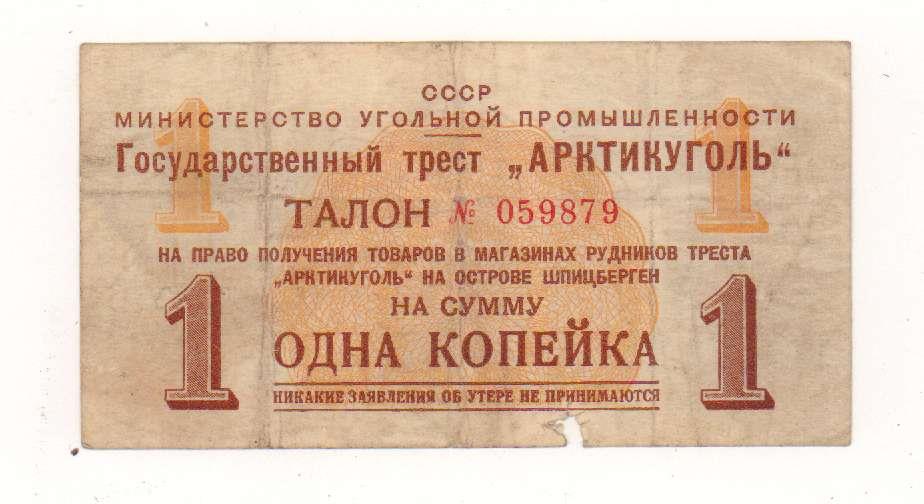 СССР
МИНИСТЕРСТВО УГОЛЬНОЙ ПРОМЫШЛЕННОСТИ
Государственный трест „АРКТИКУГОЛЬ“
1 1
ТАЛОН № 059879
НА ПРАВО ПОЛУЧЕНИЯ ТОВАРОВ В МАГАЗИНАХ РУДНИКОВ ТРЕСТА
„АРКТИКУГОЛЬ“ НА ОСТРОВЕ ШПИЦБЕРГЕН
НА СУММУ
1 ОДНА КОПЕЙКА 1
НИКАКИЕ ЗАЯВЛЕНИЯ ОБ УТЕРЕ НЕ ПРИНИМАЮТСЯ